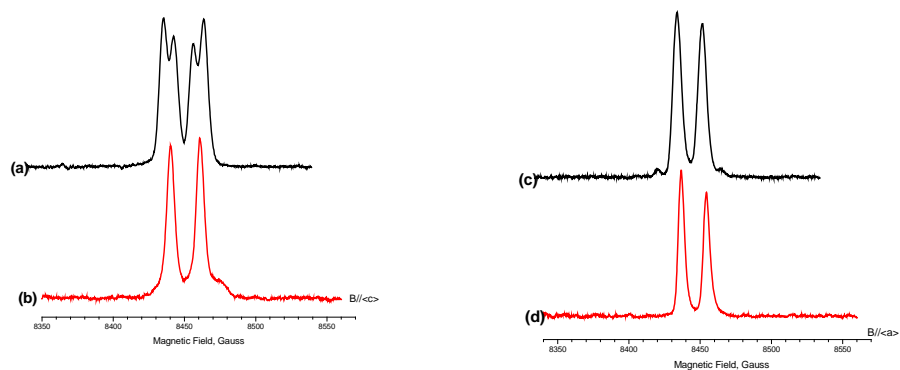 (a)
(b)
B//<c>
8350 8400 8450 8500 8550
Magnetic Field, Gauss
(c)
(d)
B//<a>
8350 8400 8450 8500 8550
Magnetic Field, Gauss